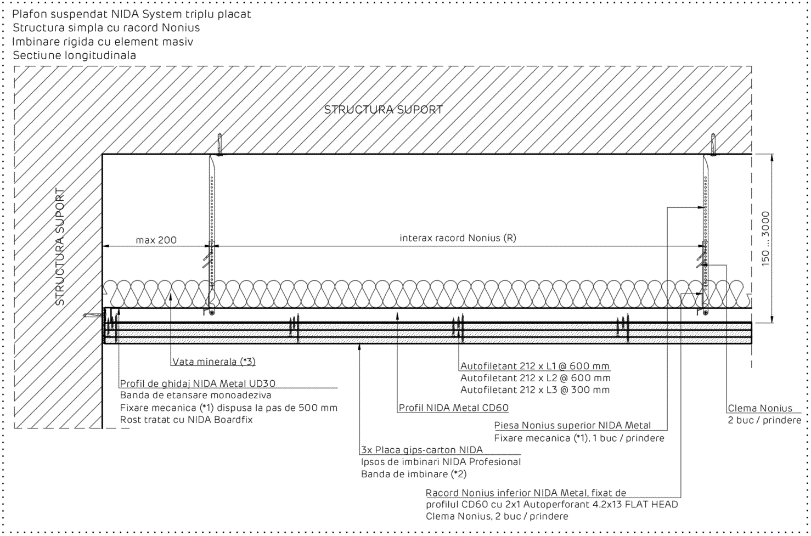 Plafon suspendat NIDA System triplu placat
Structura simpla cu racord Nonius
Imbinare rigida cu element masiv
Sectiune longitudinala
STRUCTURA SUPORT
STRUCTURA SUPORT
max 200
interax racord Nonius (R)
150 ... 3000
Vata minerala (*3)
Profil de ghidaj NIDA Metal UD30
Banda de etansare monoadeziva
Fixare mecanica (*1) dispusa la pas de 500 mm
Rost tratat cu NIDA Boardfix
Profil NIDA Metal CD60
Autofiletant 212 x L1 @ 600 mm
Autofiletant 212 x L2 @ 600 mm
Autofiletant 212 x L3 @ 300 mm
Clema Nonius
2 buc / prindere
Piesa Nonius superior NIDA Metal
Fixare mecanica (*1), 1 buc / prindere
3x Placa gips-carton NIDA
Ipsos de imbinari NIDA Profesional
Banda de imbinare (*2)
Racord Nonius inferior NIDA Metal, fixat de
profilul CD60 cu 2x1 Autoperforant 4.2x13 FLAT HEAD
Clema Nonius, 2 buc / prindere